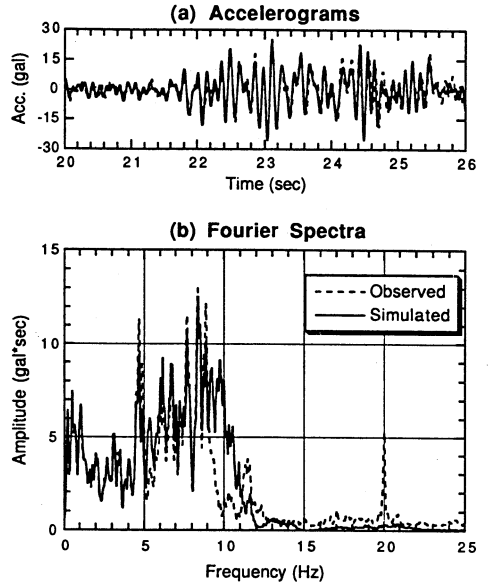 (a) Accelerograms
30
15
0
-15
-30
Acc. (gal)
20 21 22 23 24 25 26
Time (sec)
(b) Fourier Spectra
15
10
5
0
Amplitude (gal*sec)
Observed
Simulated
0 5 10 15 20 25
Frequency (Hz)